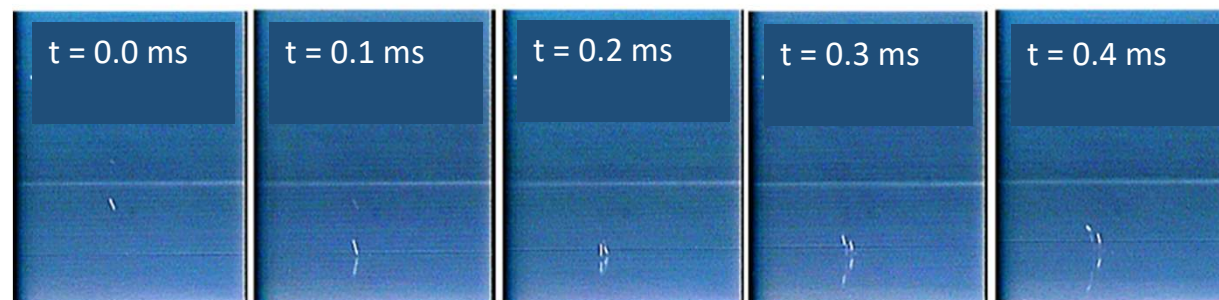 t = 0.0 ms
t = 0.1 ms
t = 0.2 ms
t = 0.3 ms
t = 0.4 ms